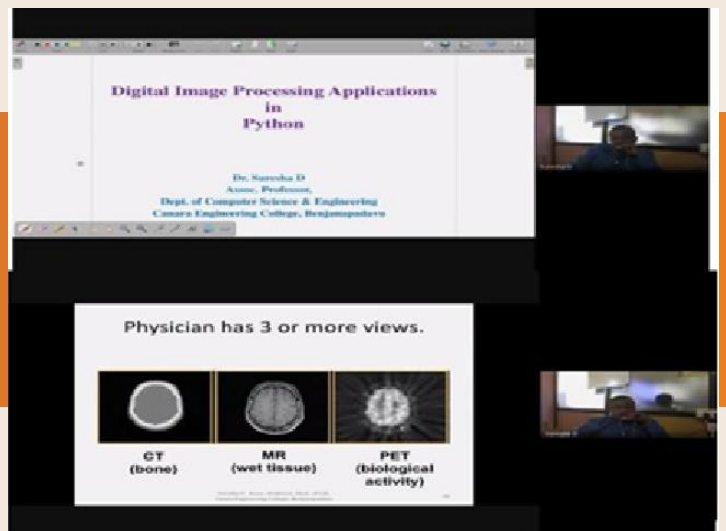 Digital Image Processing Applications
in
Python
Dr. Suresha D
Assoc. Professor,
Dept. of Computer Science & Engineering
Canara Engineering College, Benjanapadavu
Physician has 3 or more views.
CT
(bone)
MR
(wet tissue)
PET
(biological
activity)